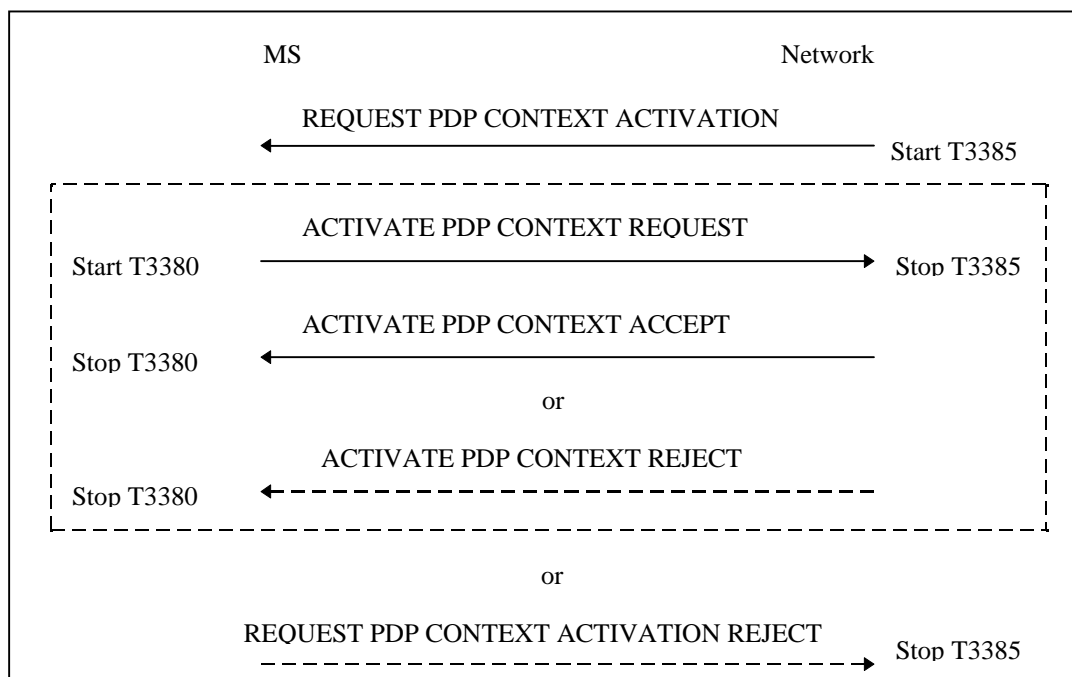 MS Network
REQUEST PDP CONTEXT ACTIVATION
Start T3385
ACTIVATE PDP CONTEXT REQUEST
Start T3380 Stop T3385
ACTIVATE PDP CONTEXT ACCEPT
Stop T3380
or
ACTIVATE PDP CONTEXT REJECT
Stop T3380
or
REQUEST PDP CONTEXT ACTIVATION REJECT
Stop T3385